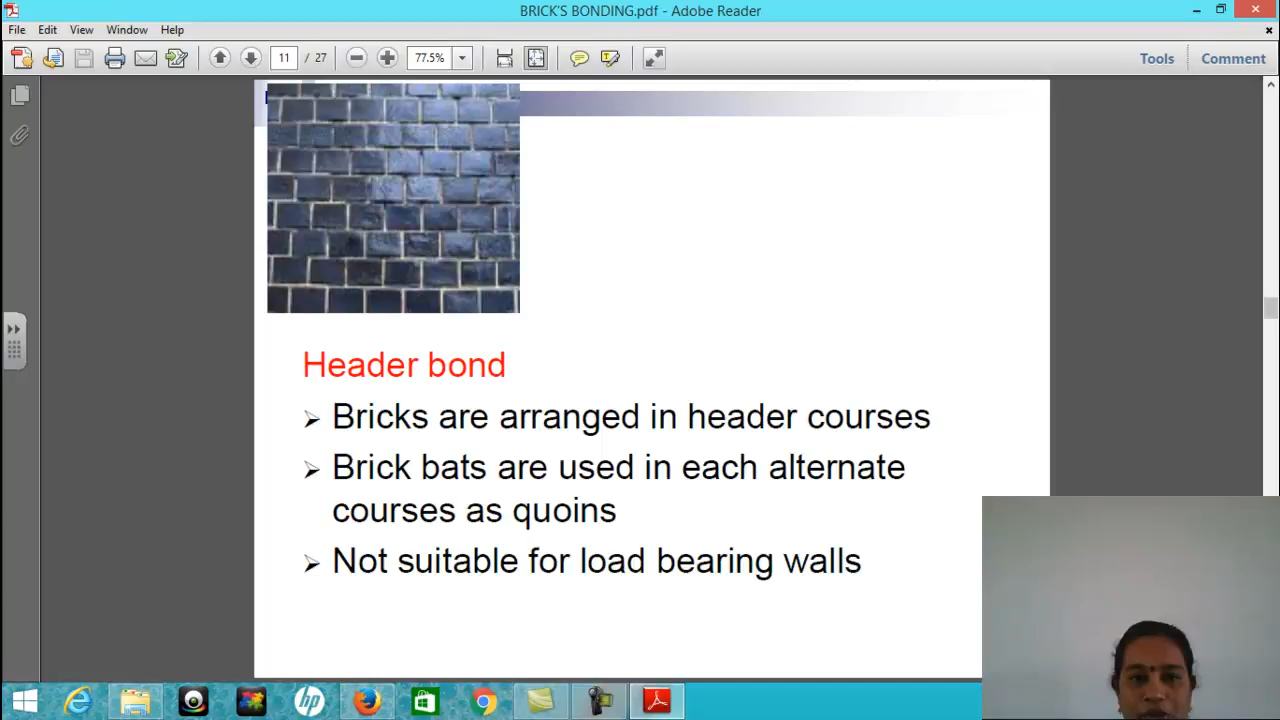 BRICK'S BONDING.pdf - Adobe Reader
File Edit View Window Help
11 / 27 77.5% Tools Comment
Header bond
Bricks are arranged in header courses
Brick bats are used in each alternate
courses as quoins
Not suitable for load bearing walls